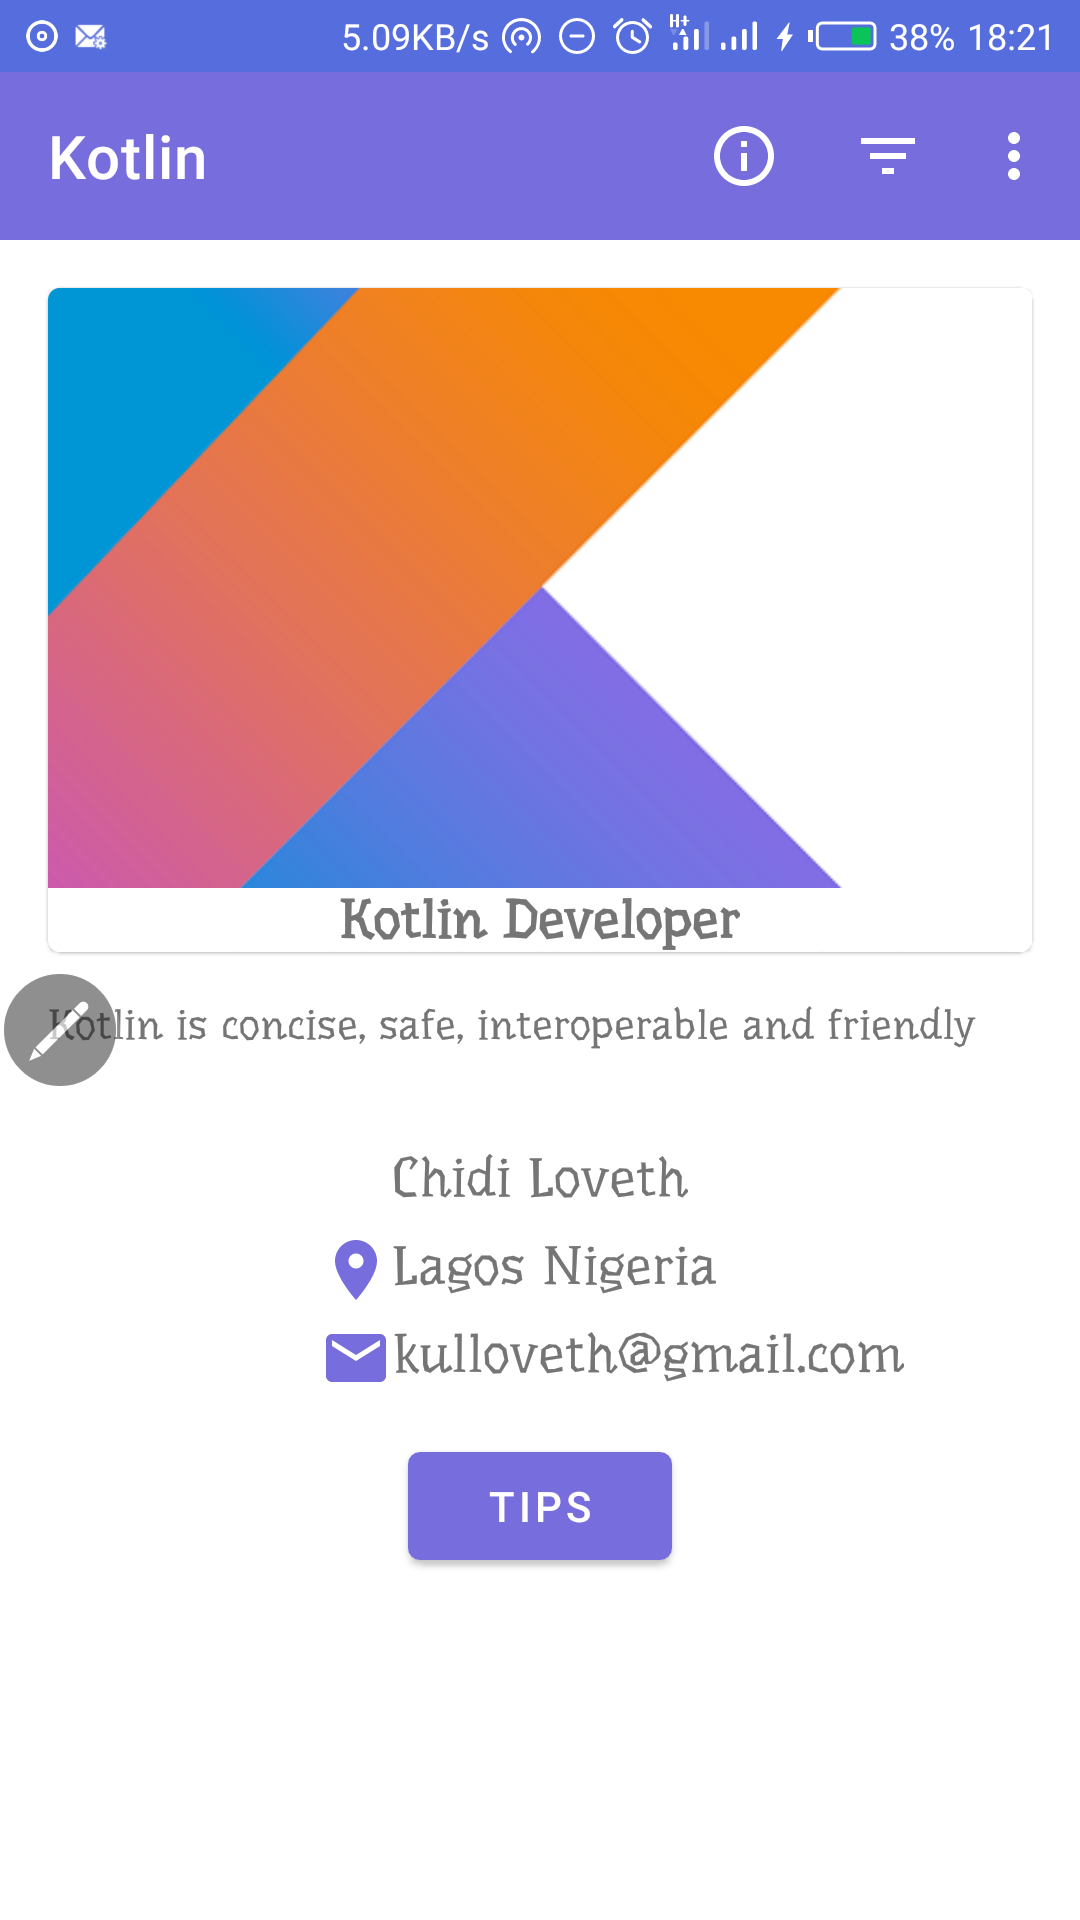 5.09KB/s H+ 38% 18:21
Kotlin
Kotlin Developer
Kotlin is concise, safe, interoperable and friendly
Chidi Loveth
Lagos Nigeria
kulloveth@gmail.com
TIPS